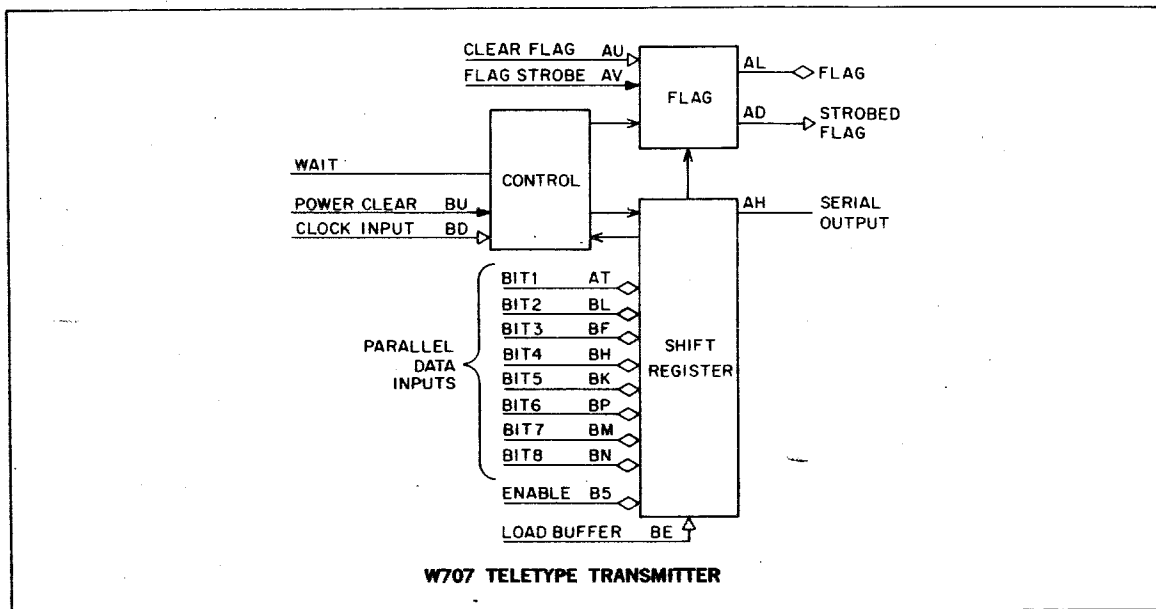 CLEAR FLAG AU
FLAG STROBE AV
FLAG
AL
FLAG
AD
STROBED
FLAG
WAIT
POWER CLEAR BU
CLOCK INPUT BD
CONTROL
AH
SERIAL
OUTPUT
PARALLEL
DATA
INPUTS
BIT1 AT
BIT2 BL
BIT3 BF
BIT4 BH
BIT5 BK
BIT6 BP
BIT7 BM
BIT8 BN
ENABLE B5
SHIFT
REGISTER
LOAD BUFFER BE
W707 TELETYPE TRANSMITTER